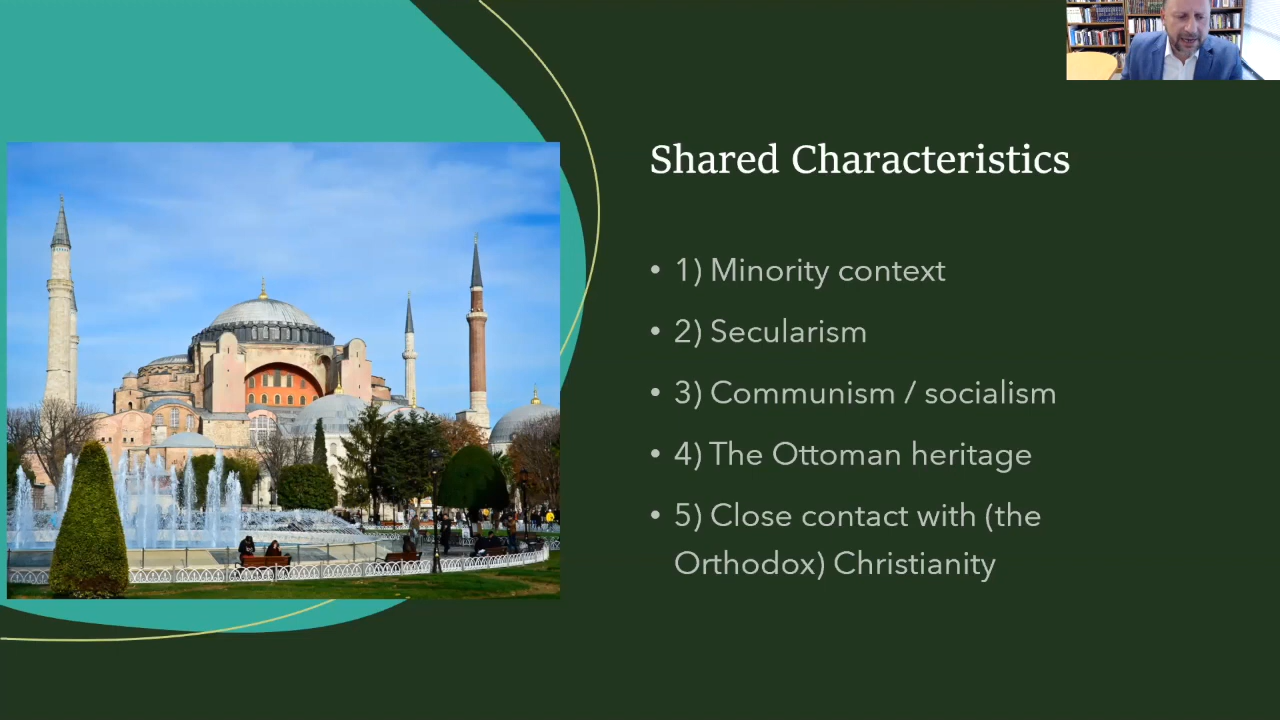 Shared Characteristics
• 1) Minority context
• 2) Secularism
• 3) Communism / socialism
• 4) The Ottoman heritage
• 5) Close contact with (the
Orthodox) Christianity